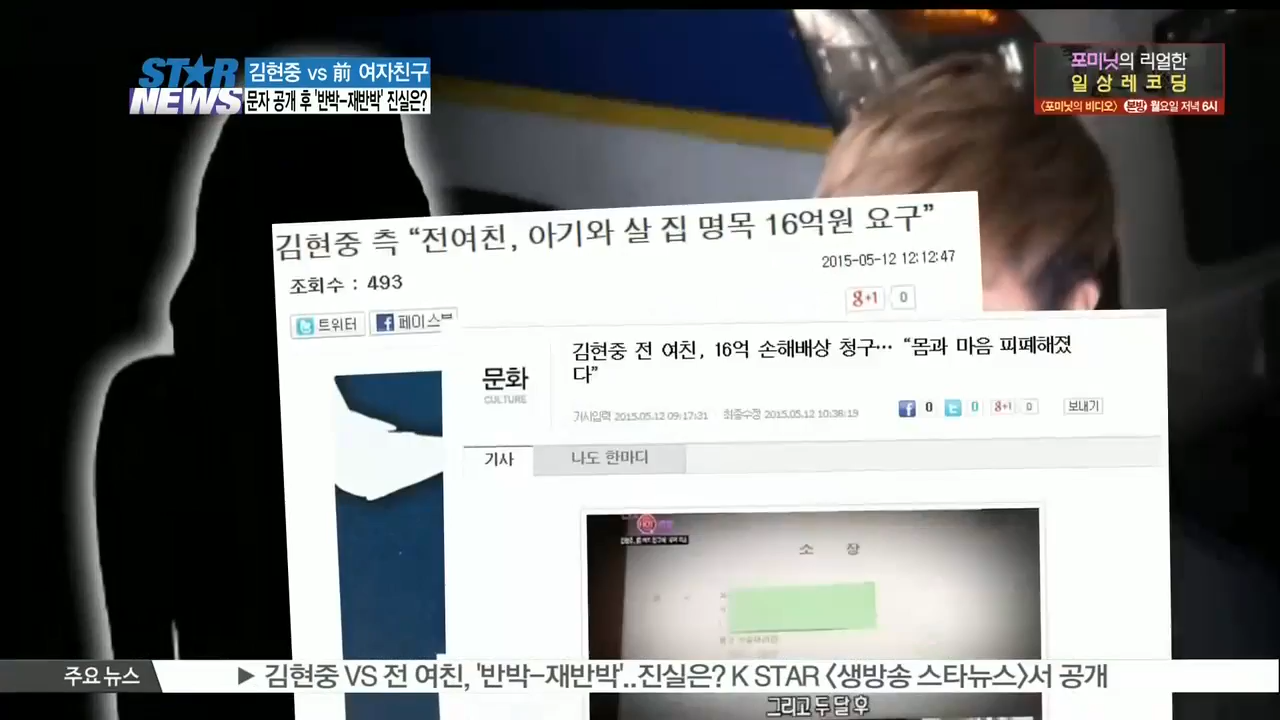 STAR NEWS
김현중 vs 前 여자친구
문자 공개 후 '반박-재반박' 진실은?
포미닛의 리얼한
일상레코딩
<포미닛의 비디오> 본방 월요일 저녁 6시
김현중 측 “전여친, 아기와 살 집 명목 16억원 요구”
2015-05-12 12:12:47
조회수 : 493
g+1 0
트위터 페이스북
문화
CULTURE
김현중 전 여친, 16억 손해배상 청구… “몸과 마음 피폐해졌
다”
기사입력 2015.05.12 09:17:31 최종수정 2015.05.12 10:38:19
0 0 g+1 0 보내기
기사 나도 한마디
소 장
주요 뉴스
▶ 김현중 VS 전 여친, '반박-재반박'..진실은? K STAR <생방송 스타뉴스>서 공개
그리고 두 달 후